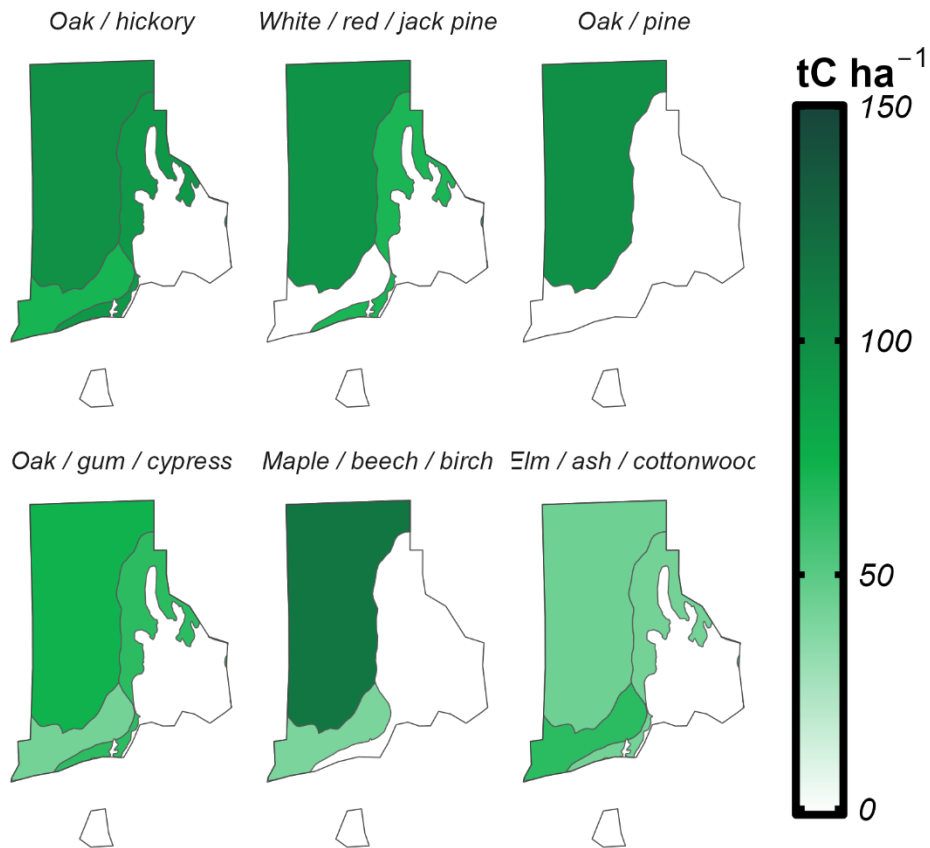 Oak / hickory
White / red / jack pine
Oak / pine
tC ha⁻¹
150
100
50
0
Oak / gum / cypress
Maple / beech / birch
Elm / ash / cottonwood